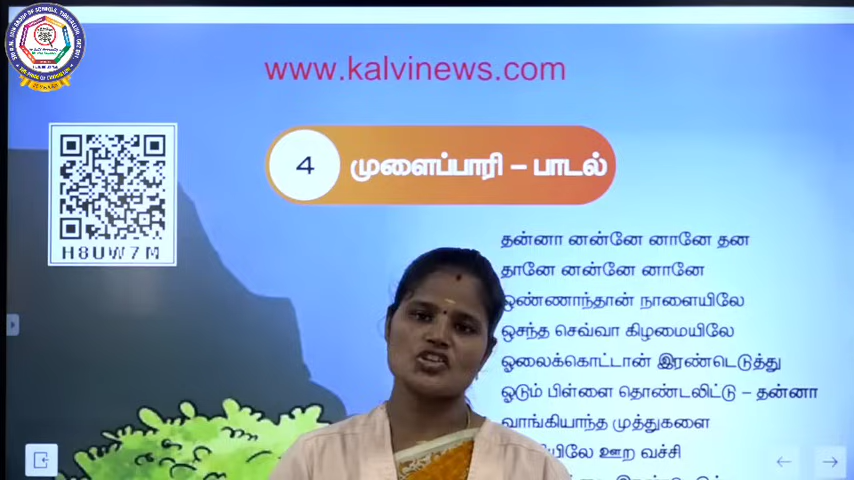 www.kalvinews.com
4 முளைப்பாரி – பாடல்
H8UW7M
தன்னா னன்னே னானே தன
தானே னன்னே னானே
ஒண்ணாந்தான் நாளையிலே
ஒசந்த செவ்வா கிழமையிலே
ஓலைக்கொட்டான் இரண்டெடுத்து
ஓடும் பிள்ளை தொண்டலிட்டு – தன்னா
வாங்கியாந்த முத்துகளை
ஊற வச்சி